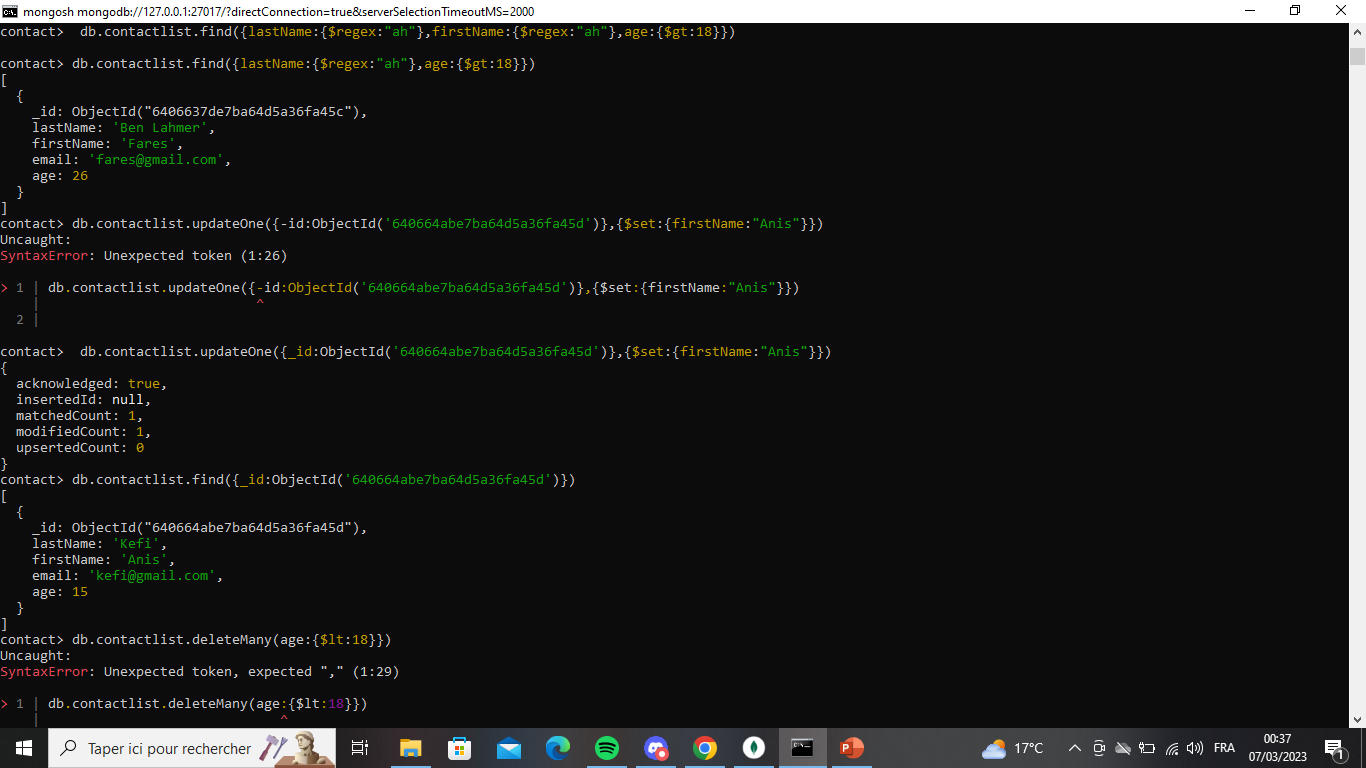 mongosh mongodb://127.0.0.1:27017/?directConnection=true&serverSelectionTimeoutMS=2000
contact>  db.contactlist.find({lastName:{$regex:"ah"},firstName:{$regex:"ah"},age:{$gt:18}})
contact> db.contactlist.find({lastName:{$regex:"ah"},age:{$gt:18}})
[
  {
    _id: ObjectId("6406637de7ba64d5a36fa45c"),
    lastName: 'Ben Lahmer',
    firstName: 'Fares',
    email: 'fares@gmail.com',
    age: 26
  }
]
contact> db.contactlist.updateOne({-id:ObjectId('640664abe7ba64d5a36fa45d')},{$set:{firstName:"Anis"}})
Uncaught:
SyntaxError: Unexpected token (1:26)
> 1 | db.contactlist.updateOne({-id:ObjectId('640664abe7ba64d5a36fa45d')},{$set:{firstName:"Anis"}})
    |                           ^
  2 |
contact>  db.contactlist.updateOne({_id:ObjectId('640664abe7ba64d5a36fa45d')},{$set:{firstName:"Anis"}})
{
  acknowledged: true,
  insertedId: null,
  matchedCount: 1,
  modifiedCount: 1,
  upsertedCount: 0
}
contact> db.contactlist.find({_id:ObjectId('640664abe7ba64d5a36fa45d')})
[
  {
    _id: ObjectId("640664abe7ba64d5a36fa45d"),
    lastName: 'Kefi',
    firstName: 'Anis',
    email: 'kefi@gmail.com',
    age: 15
  }
]
contact> db.contactlist.deleteMany(age:{$lt:18}})
Uncaught:
SyntaxError: Unexpected token, expected "," (1:29)
> 1 | db.contactlist.deleteMany(age:{$lt:18}})
    |                              ^
Taper ici pour rechercher
17°C
FRA
00:37
07/03/2023
1